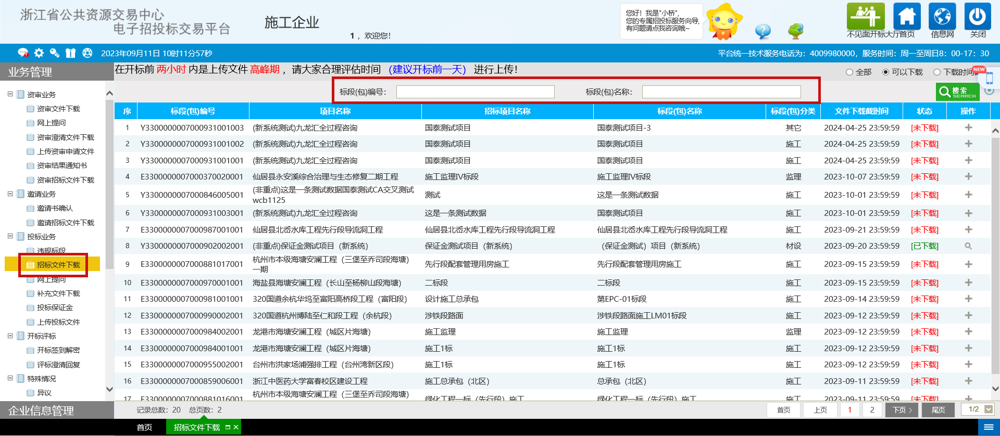 浙江省公共资源交易中心
电子招投标交易平台
施工企业
1 ，欢迎您！
您好！我是"小桥"，
您的专属招投标服务向导，
有问题请点我咨询哦~
不见面开标大厅
首页
信息网
关闭
2023年09月11日 10时11分57秒
平台统一技术服务电话为：4009980000，服务时间：周一至周日8：00-17：30
业务管理
在开标前 两小时 内是上传文件 高峰期 ，请大家合理评估时间 （建议开标前一天） 进行上传！
全部 可以下载 下载时间
NEW
标段(包)编号：
标段(包)名称：
搜索
SEARCH
资审业务
资审文件下载
网上提问
资审澄清文件下载
上传资审申请文件
资审结果通知书
资审招标文件下载
邀请业务
邀请书确认
邀请招标文件下载
投标业务
违规标段
招标文件下载
网上提问
补充文件下载
投标保证金
上传投标文件
开标评标
开标签到解密
评标澄清回复
特殊情况
异议
企业信息管理
序 标段(包)编号 项目名称 招标项目名称 标段(包)名称 标段(包)分类 文件下载截时间 状态 操作
1 Y3300000007000931001003 (新系统测试)九龙汇全过程咨询 国泰测试项目 国泰测试项目-3 其它 2024-04-25 23:59:59 [未下载]
2 Y3300000007000931001002 (新系统测试)九龙汇全过程咨询 国泰测试项目 国泰测试项目 施工 2024-04-25 23:59:59 [未下载]
3 Y3300000007000931001001 (新系统测试)九龙汇全过程咨询 国泰测试项目 国泰测试项目 施工 2024-04-25 23:59:59 [未下载]
4 E3300000007000370020001 仙居县永安溪综合治理与生态修复二期工程 施工监理IV标段 施工监理IV标段 监理 2023-10-07 23:59:59 [未下载]
5 Y3300000007000846005001 (非重点)这是一条测试数据国泰测试CA交叉测试 测试 这是一条测试数据 施工 2023-10-01 23:59:59 [未下载]
wcb1125
6 Y3300000007000931003001 (新系统测试)九龙汇全过程咨询 这是一条测试数据 国泰测试项目 施工 2023-10-01 23:59:59 [未下载]
7 E3300000007000987001001 仙居县北岙水库工程先行段导流洞工程 仙居县北岙水库工程先行段导流洞工程 仙居县北岙水库工程先行段导流洞工程 施工 2023-09-21 23:59:59 [未下载]
8 Y3300000007000902002001 (非重点)保证金测试项目（新系统) 保证金测试项目（新系统) （保证金测试）项目（新系统) 材设 2023-09-20 23:59:59 [已下载]
9 E3300000007000881017001 杭州市本级海塘安澜工程（三堡至乔司段海塘） 先行段配套管理用房施工 先行段配套管理用房施工 施工 2023-09-15 23:59:59 [未下载]
一期
10 E3300000007000970001001 海盐县海塘安澜工程（长山至杨柳山段海塘） 二标段 二标段 施工 2023-09-15 23:59:59 [未下载]
11 E3300000007000981001001 320国道余杭华坞至富阳高桥段工程（富阳段） 设计施工总承包 第EPC-01标段 施工 2023-09-14 23:59:59 [未下载]
12 E3300000007000990002001 320国道杭州博陆至仁和段工程（余杭段） 涉铁段路面 涉铁段路面施工LM01标段 施工 2023-09-12 23:59:59 [未下载]
13 E3300000007000984002001 龙港市海塘安澜工程（城区片海塘） 施工监理 施工监理 监理 2023-09-12 23:59:59 [未下载]
14 E3300000007000984001001 龙港市海塘安澜工程（城区片海塘） 施工1标 施工1标 施工 2023-09-12 23:59:59 [未下载]
15 E3300000007000955002001 台州市洪家场浦强排工程（台州湾新区段） 施工1标 施工1标 施工 2023-09-12 23:59:59 [未下载]
16 E3300000007000859006001 浙江中医药大学富春校区建设工程 施工总承包（北区） 总承包（北区） 施工 2023-09-11 23:59:59 [未下载]
17 E3300000007000881016001 杭州市本级海塘安澜工程（三堡至乔司段海塘） 绿化工程一标（先行段）施工 绿化工程一标（先行段）施工 施工 2023-09-11 23:59:59 [未下载]
记录总数：20 总页数：2
首页 上页 1 2 下页 尾页 1/2
首页 招标文件下载